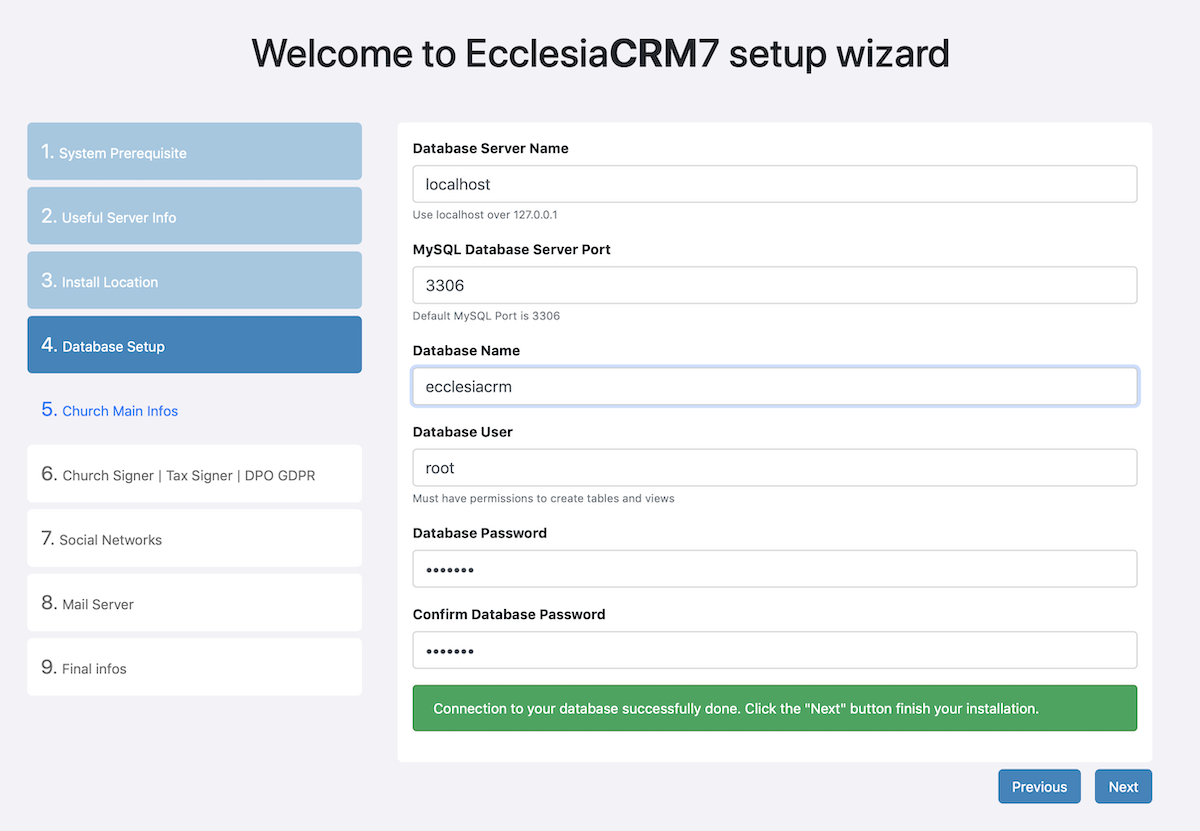 Welcome to EcclesiaCRM7 setup wizard
1. System Prerequisite
2. Useful Server Info
3. Install Location
4. Database Setup
5. Church Main Infos
6. Church Signer | Tax Signer | DPO GDPR
7. Social Networks
8. Mail Server
9. Final infos
Database Server Name
localhost
Use localhost over 127.0.0.1
MySQL Database Server Port
3306
Default MySQL Port is 3306
Database Name
ecclesiacrm
Database User
root
Must have permissions to create tables and views
Database Password
•••••••
Confirm Database Password
•••••••
Connection to your database successfully done. Click the "Next" button finish your installation.
Previous
Next